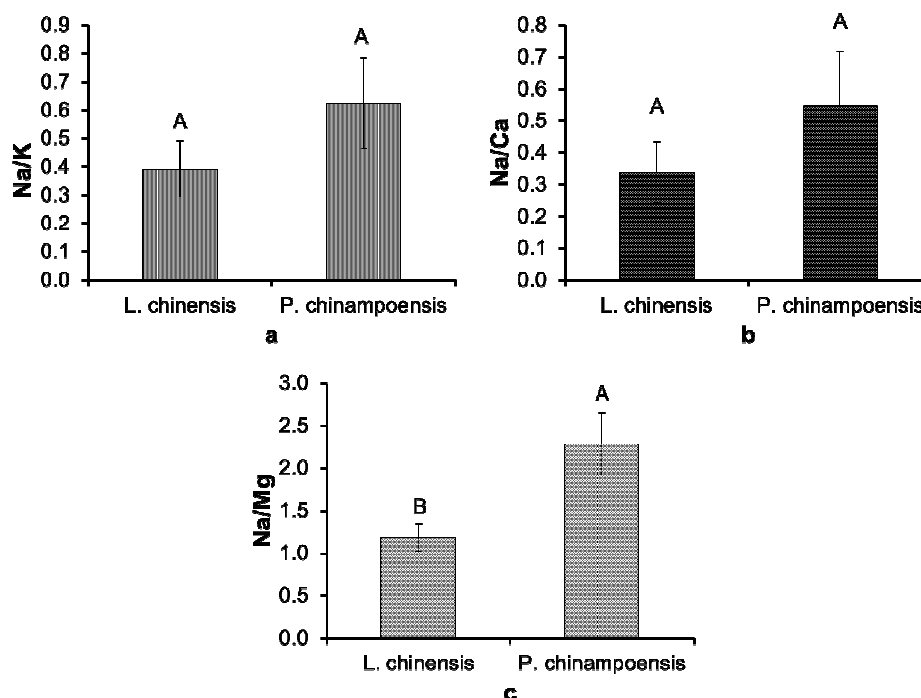 Na/K
0.9
0.8
0.7
0.6
0.5
0.4
0.3
0.2
0.1
0.0
A
A
L. chinensis
P. chinampoensis
a
Na/Ca
0.8
0.7
0.6
0.5
0.4
0.3
0.2
0.1
0.0
A
A
L. chinensis
P. chinampoensis
b
Na/Mg
3.0
2.5
2.0
1.5
1.0
0.5
0.0
B
A
L. chinensis
P. chinampoensis
c